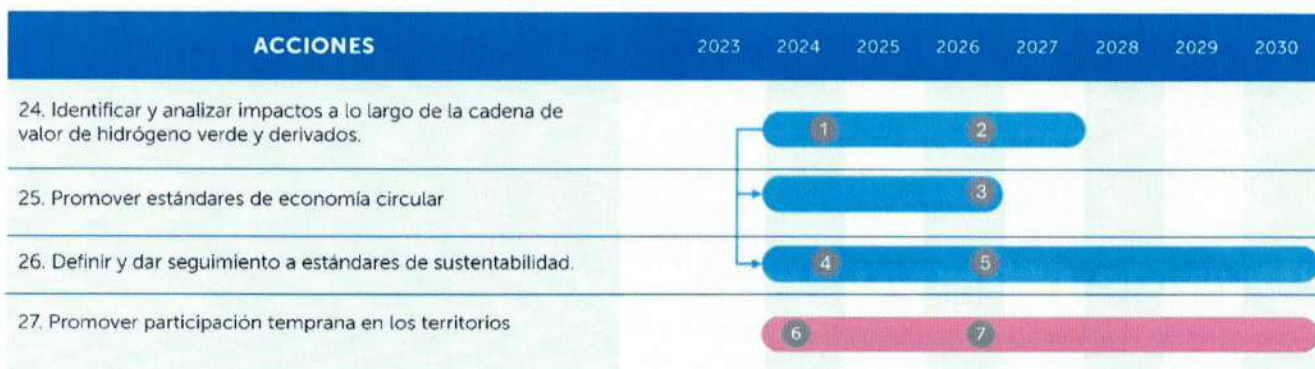 ACCIONES 2023 2024 2025 2026 2027 2028 2029 2030
24. Identificar y analizar impactos a lo largo de la cadena de
valor de hidrógeno verde y derivados.
1 2
25. Promover estándares de economía circular
3
26. Definir y dar seguimiento a estándares de sustentabilidad.
4 5
27. Promover participación temprana en los territorios
6 7